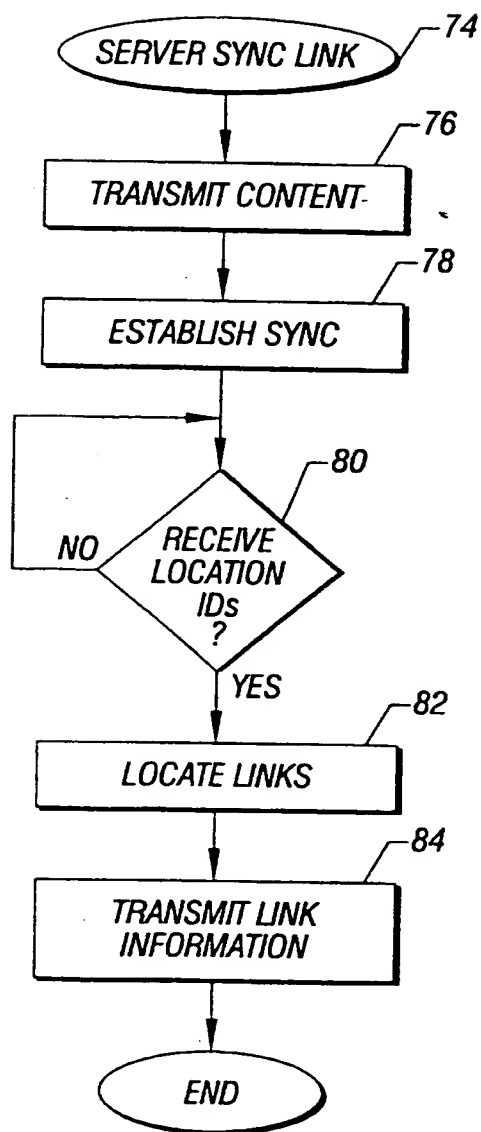 SERVER SYNC LINK
74
76
TRANSMIT CONTENT
78
ESTABLISH SYNC
80
NO
RECEIVE
LOCATION
IDs
?
YES
82
LOCATE LINKS
84
TRANSMIT LINK
INFORMATION
END